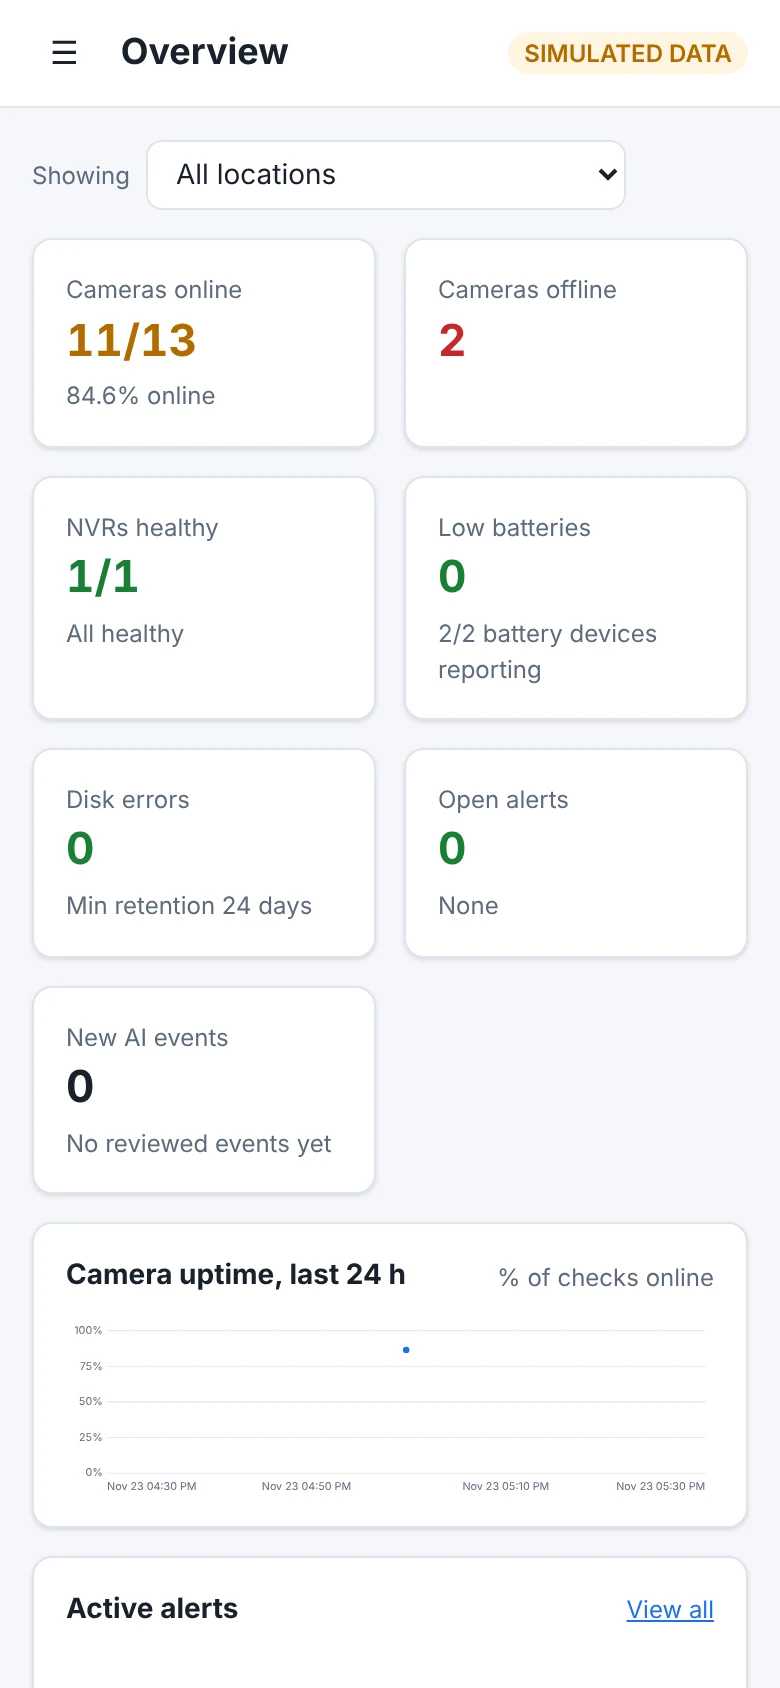 ☰ Overview SIMULATED DATA
Showing All locations
Cameras online
11/13
84.6% online
Cameras offline
2
NVRs healthy
1/1
All healthy
Low batteries
0
2/2 battery devices
reporting
Disk errors
0
Min retention 24 days
Open alerts
0
None
New AI events
0
No reviewed events yet
Camera uptime, last 24 h % of checks online
100%
75%
50%
25%
0%
Nov 23 04:30 PM Nov 23 04:50 PM Nov 23 05:10 PM Nov 23 05:30 PM
Active alerts View all